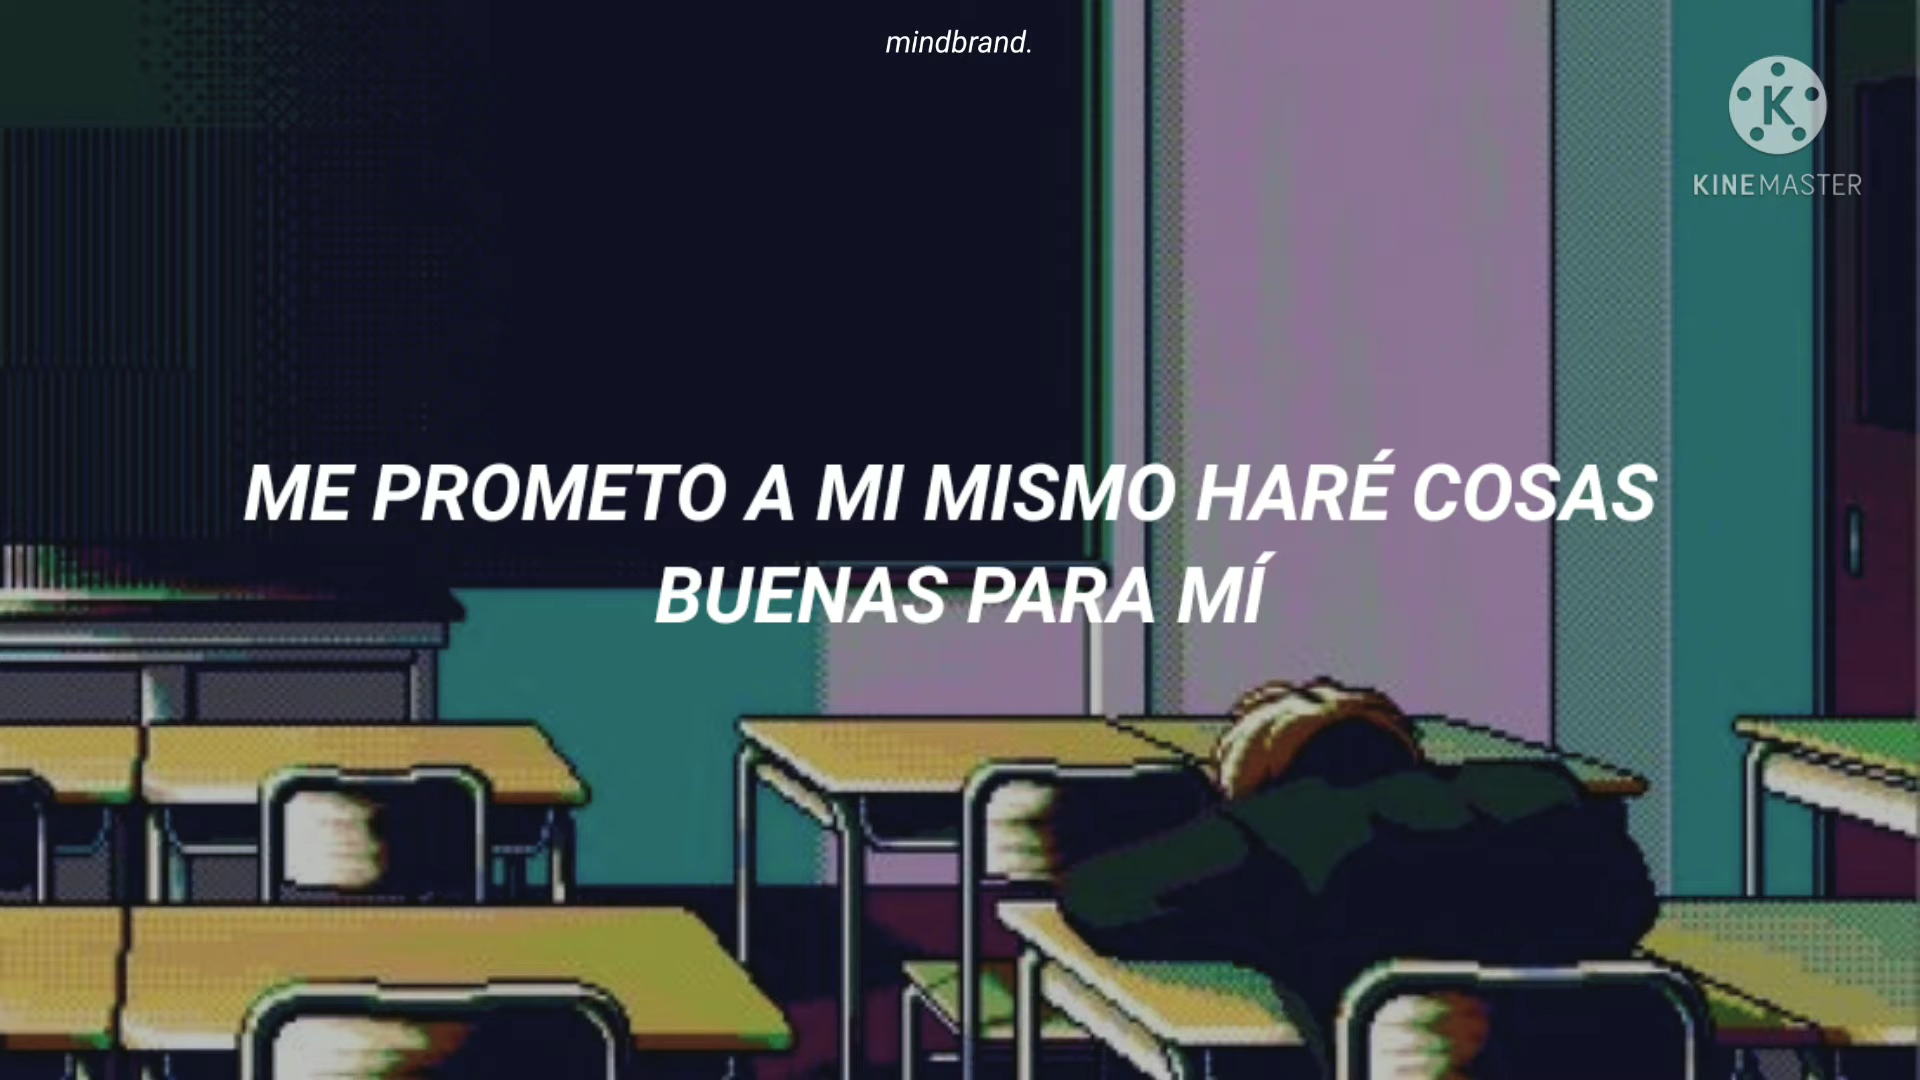 mindbrand.
K
KINEMASTER
ME PROMETO A MI MISMO HARÉ COSAS
BUENAS PARA MÍ